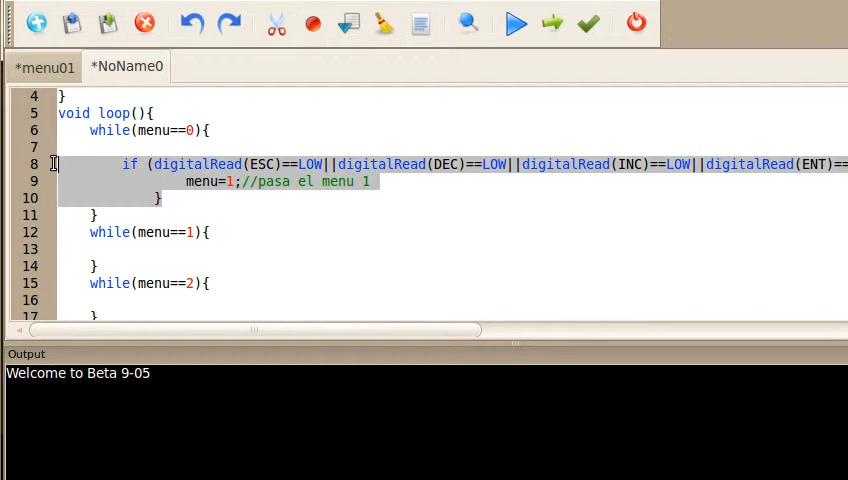 *menu01 *NoName0
4 }
5 void loop(){
6 while(menu==0){
7
8 if (digitalRead(ESC)==LOW||digitalRead(DEC)==LOW||digitalRead(INC)==LOW||digitalRead(ENT)==
9 menu=1;//pasa el menu 1
10 }
11 }
12 while(menu==1){
13
14 }
15 while(menu==2){
16
17 }
Output
Welcome to Beta 9-05